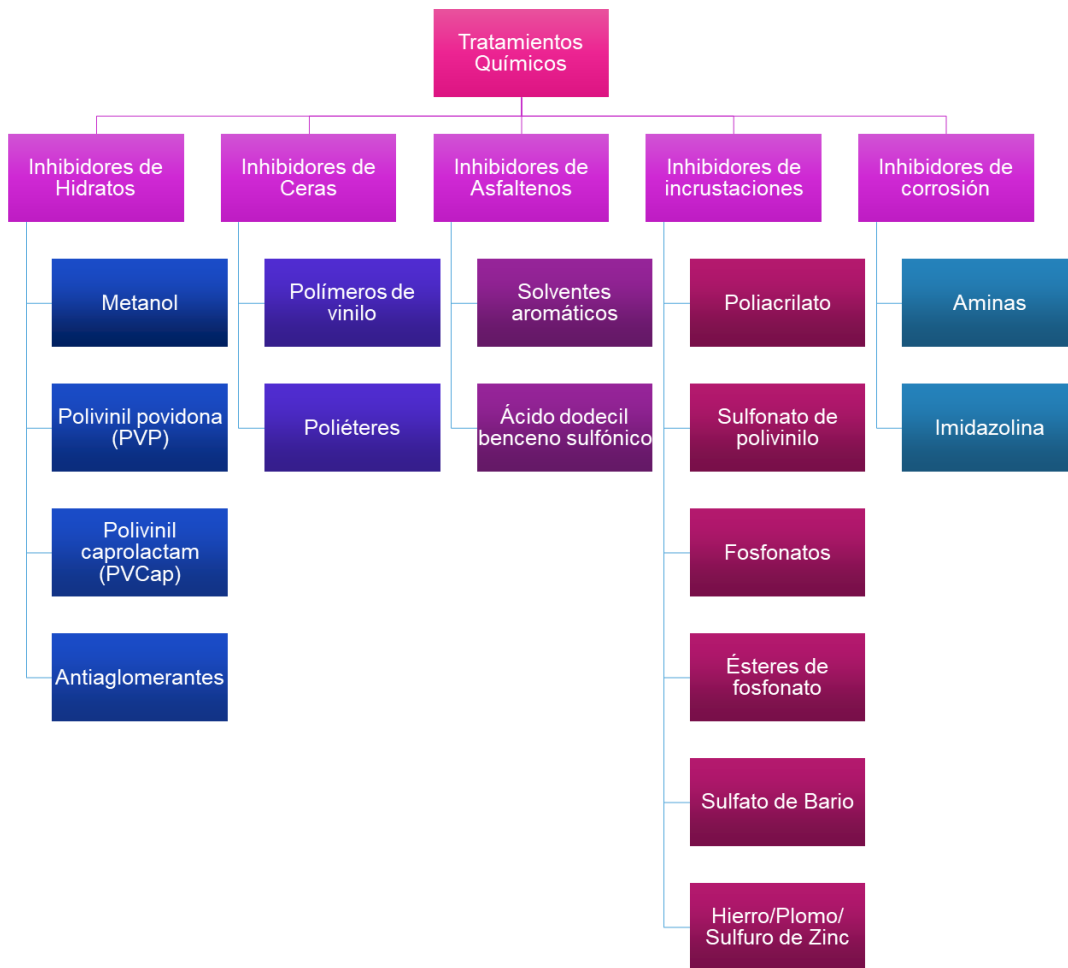 Tratamientos
Químicos
Inhibidores de
Hidratos
Metanol
Polivinil povidona
(PVP)
Polivinil
caprolactam
(PVCap)
Antiaglomerantes
Inhibidores de
Ceras
Polímeros de
vinilo
Poliéteres
Inhibidores de
Asfaltenos
Solventes
aromáticos
Ácido dodecil
benceno sulfónico
Inhibidores de
incrustaciones
Poliacrilato
Sulfonato de
polivinilo
Fosfonatos
Ésteres de
fosfonato
Sulfato de Bario
Hierro/Plomo/
Sulfuro de Zinc
Inhibidores de
corrosión
Aminas
Imidazolina